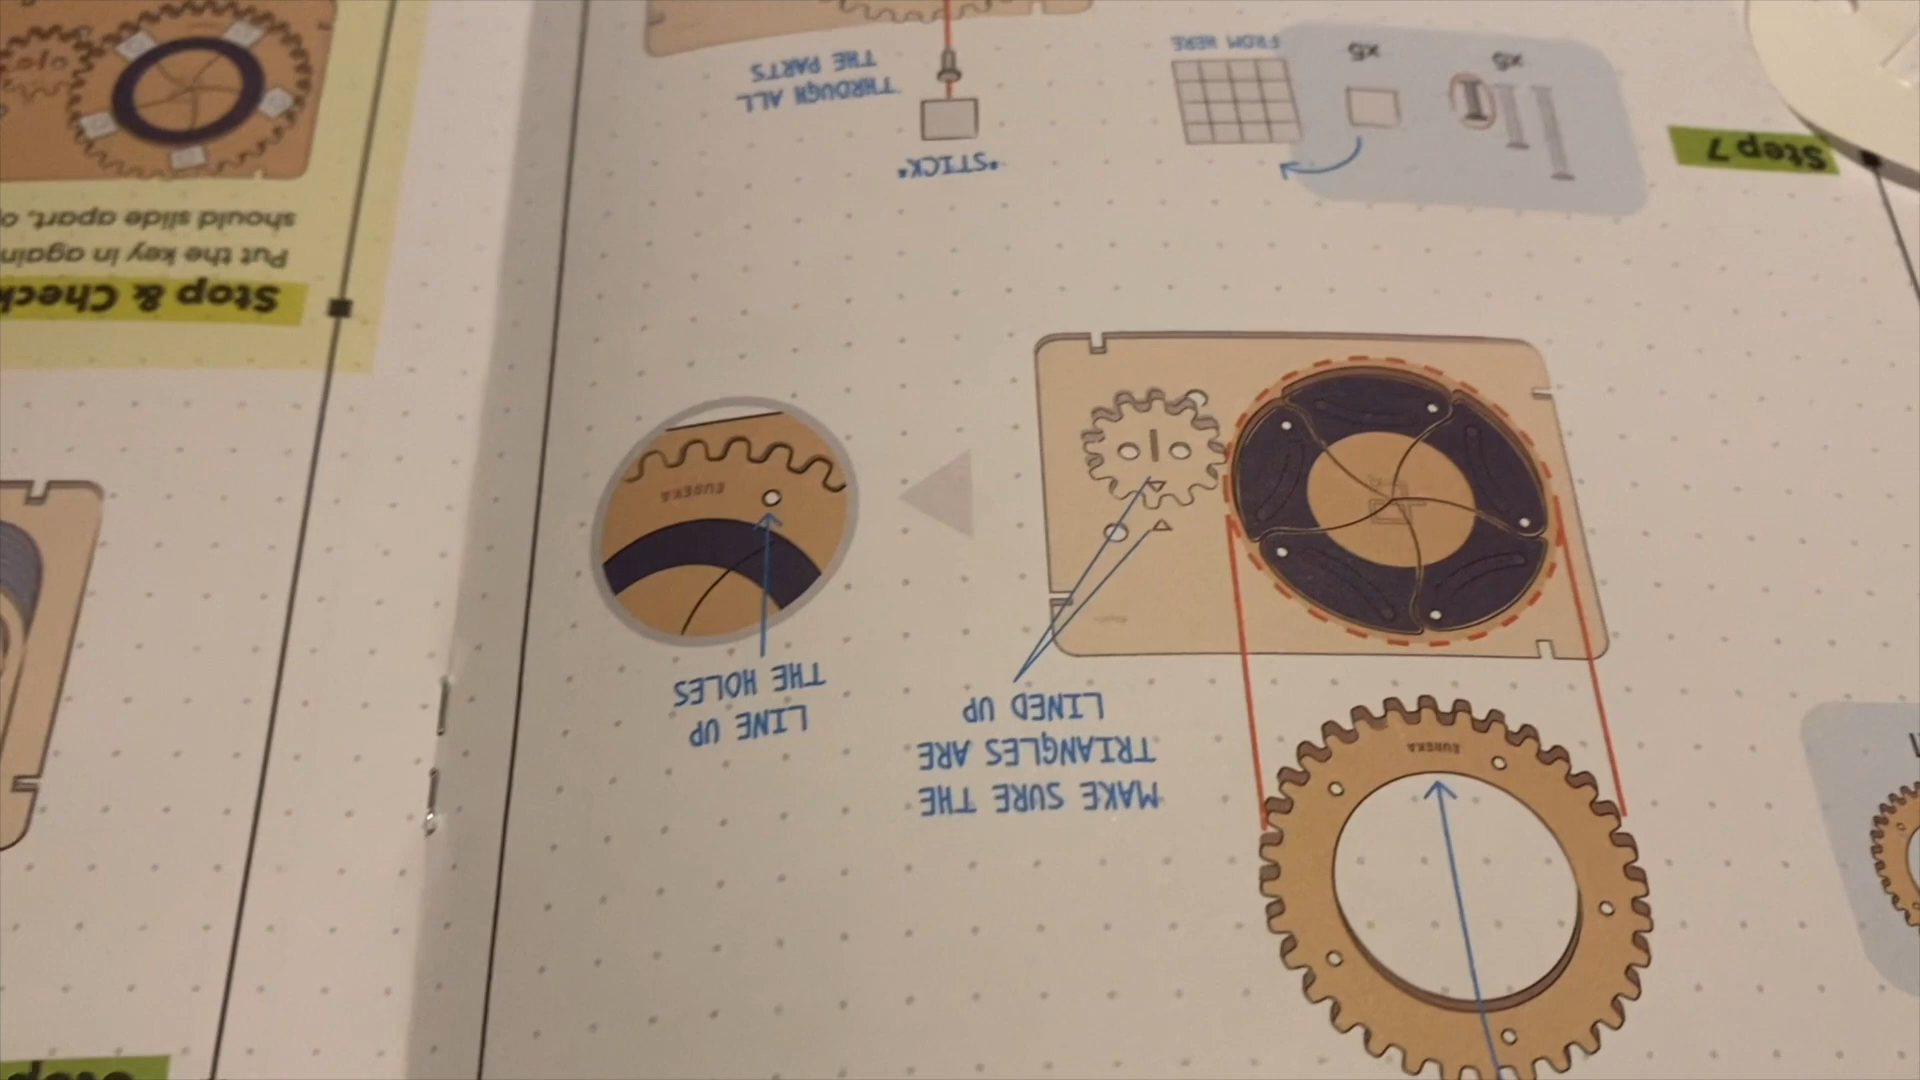 MAKE SURE THE
TRIANGLES ARE
LINED UP
LINE UP
THE HOLES
EUREKA
EUREKA
Step 7
x5
x5
FROM HERE
*STICK*
THROUGH ALL
THE PARTS
Stop & Check
Put the key in again
should slide apart,